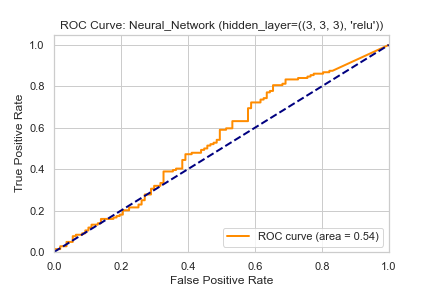 ROC Curve: Neural_Network (hidden_layer=((3, 3, 3), 'relu'))
True Positive Rate
1.0
0.8
0.6
0.4
0.2
0.0
ROC curve (area = 0.54)
0.0 0.2 0.4 0.6 0.8 1.0
False Positive Rate